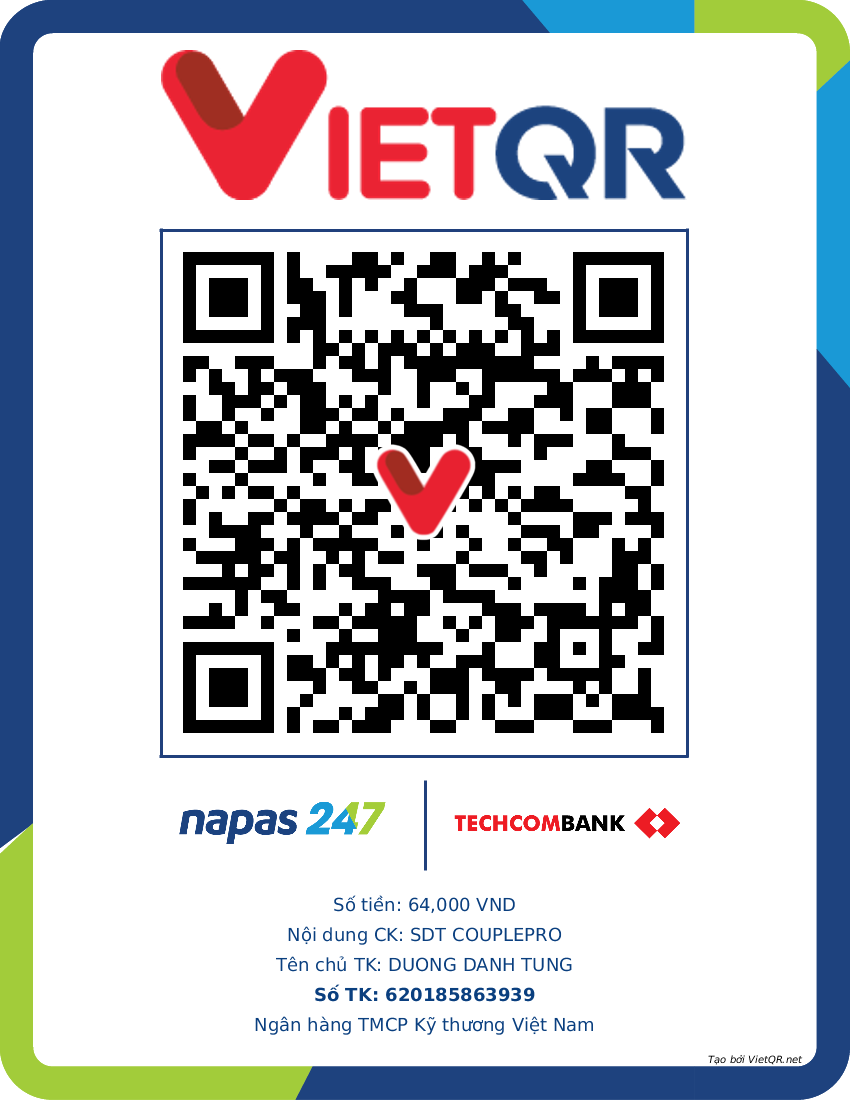 VIETQR
napas 247
TECHCOMBANK
Số tiền: 64,000 VND
Nội dung CK: SDT COUPLEPRO
Tên chủ TK: DUONG DANH TUNG
Số TK: 620185863939
Ngân hàng TMCP Kỹ thương Việt Nam
Tạo bởi VietQR.net